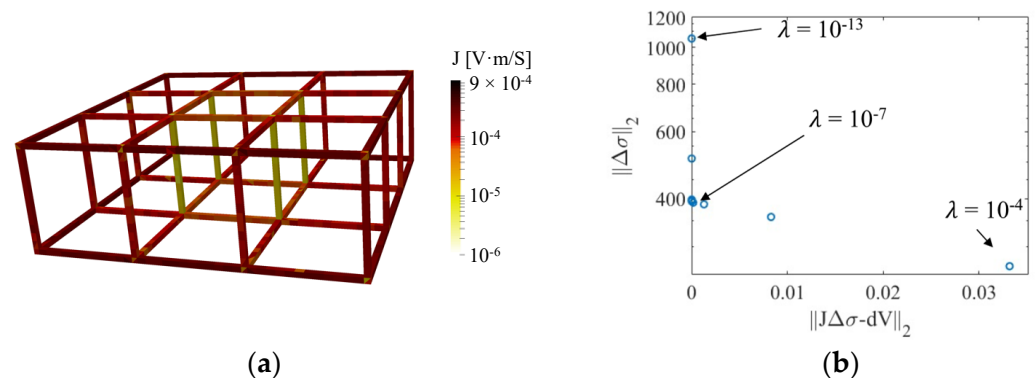 J [V·m/S]
9 × 10⁻⁴
10⁻⁴
10⁻⁵
10⁻⁶
(a)
1200
1000
800
600
400
||Δσ||₂
λ = 10⁻¹³
λ = 10⁻⁷
λ = 10⁻⁴
0 0.01 0.02 0.03
||JΔσ-dV||₂
(b)